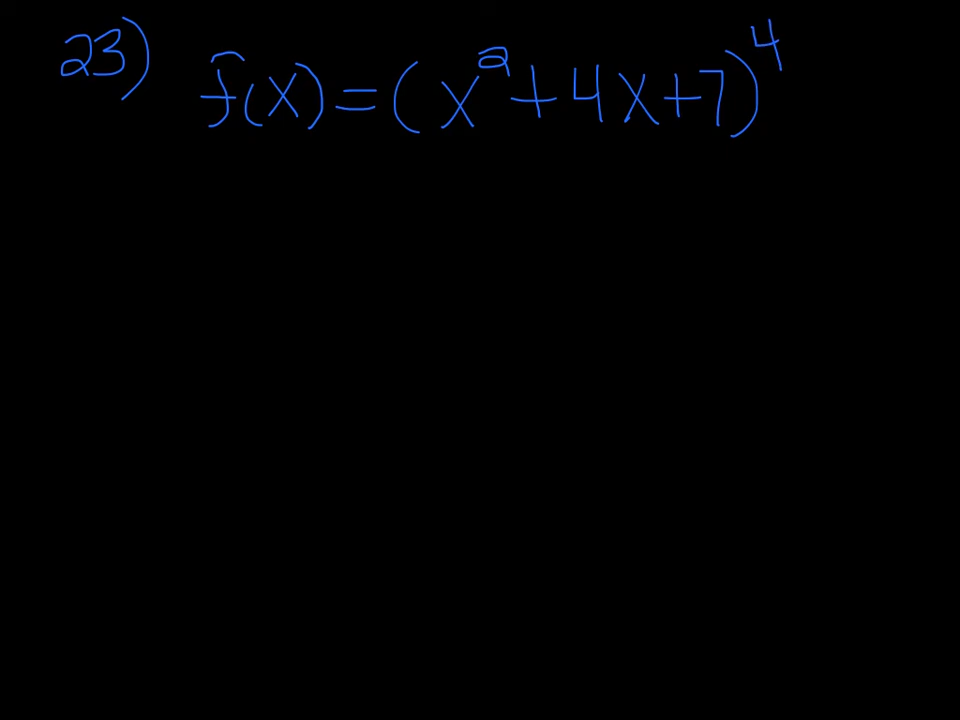 23) f(x) = (x² + 4x + 7)⁴